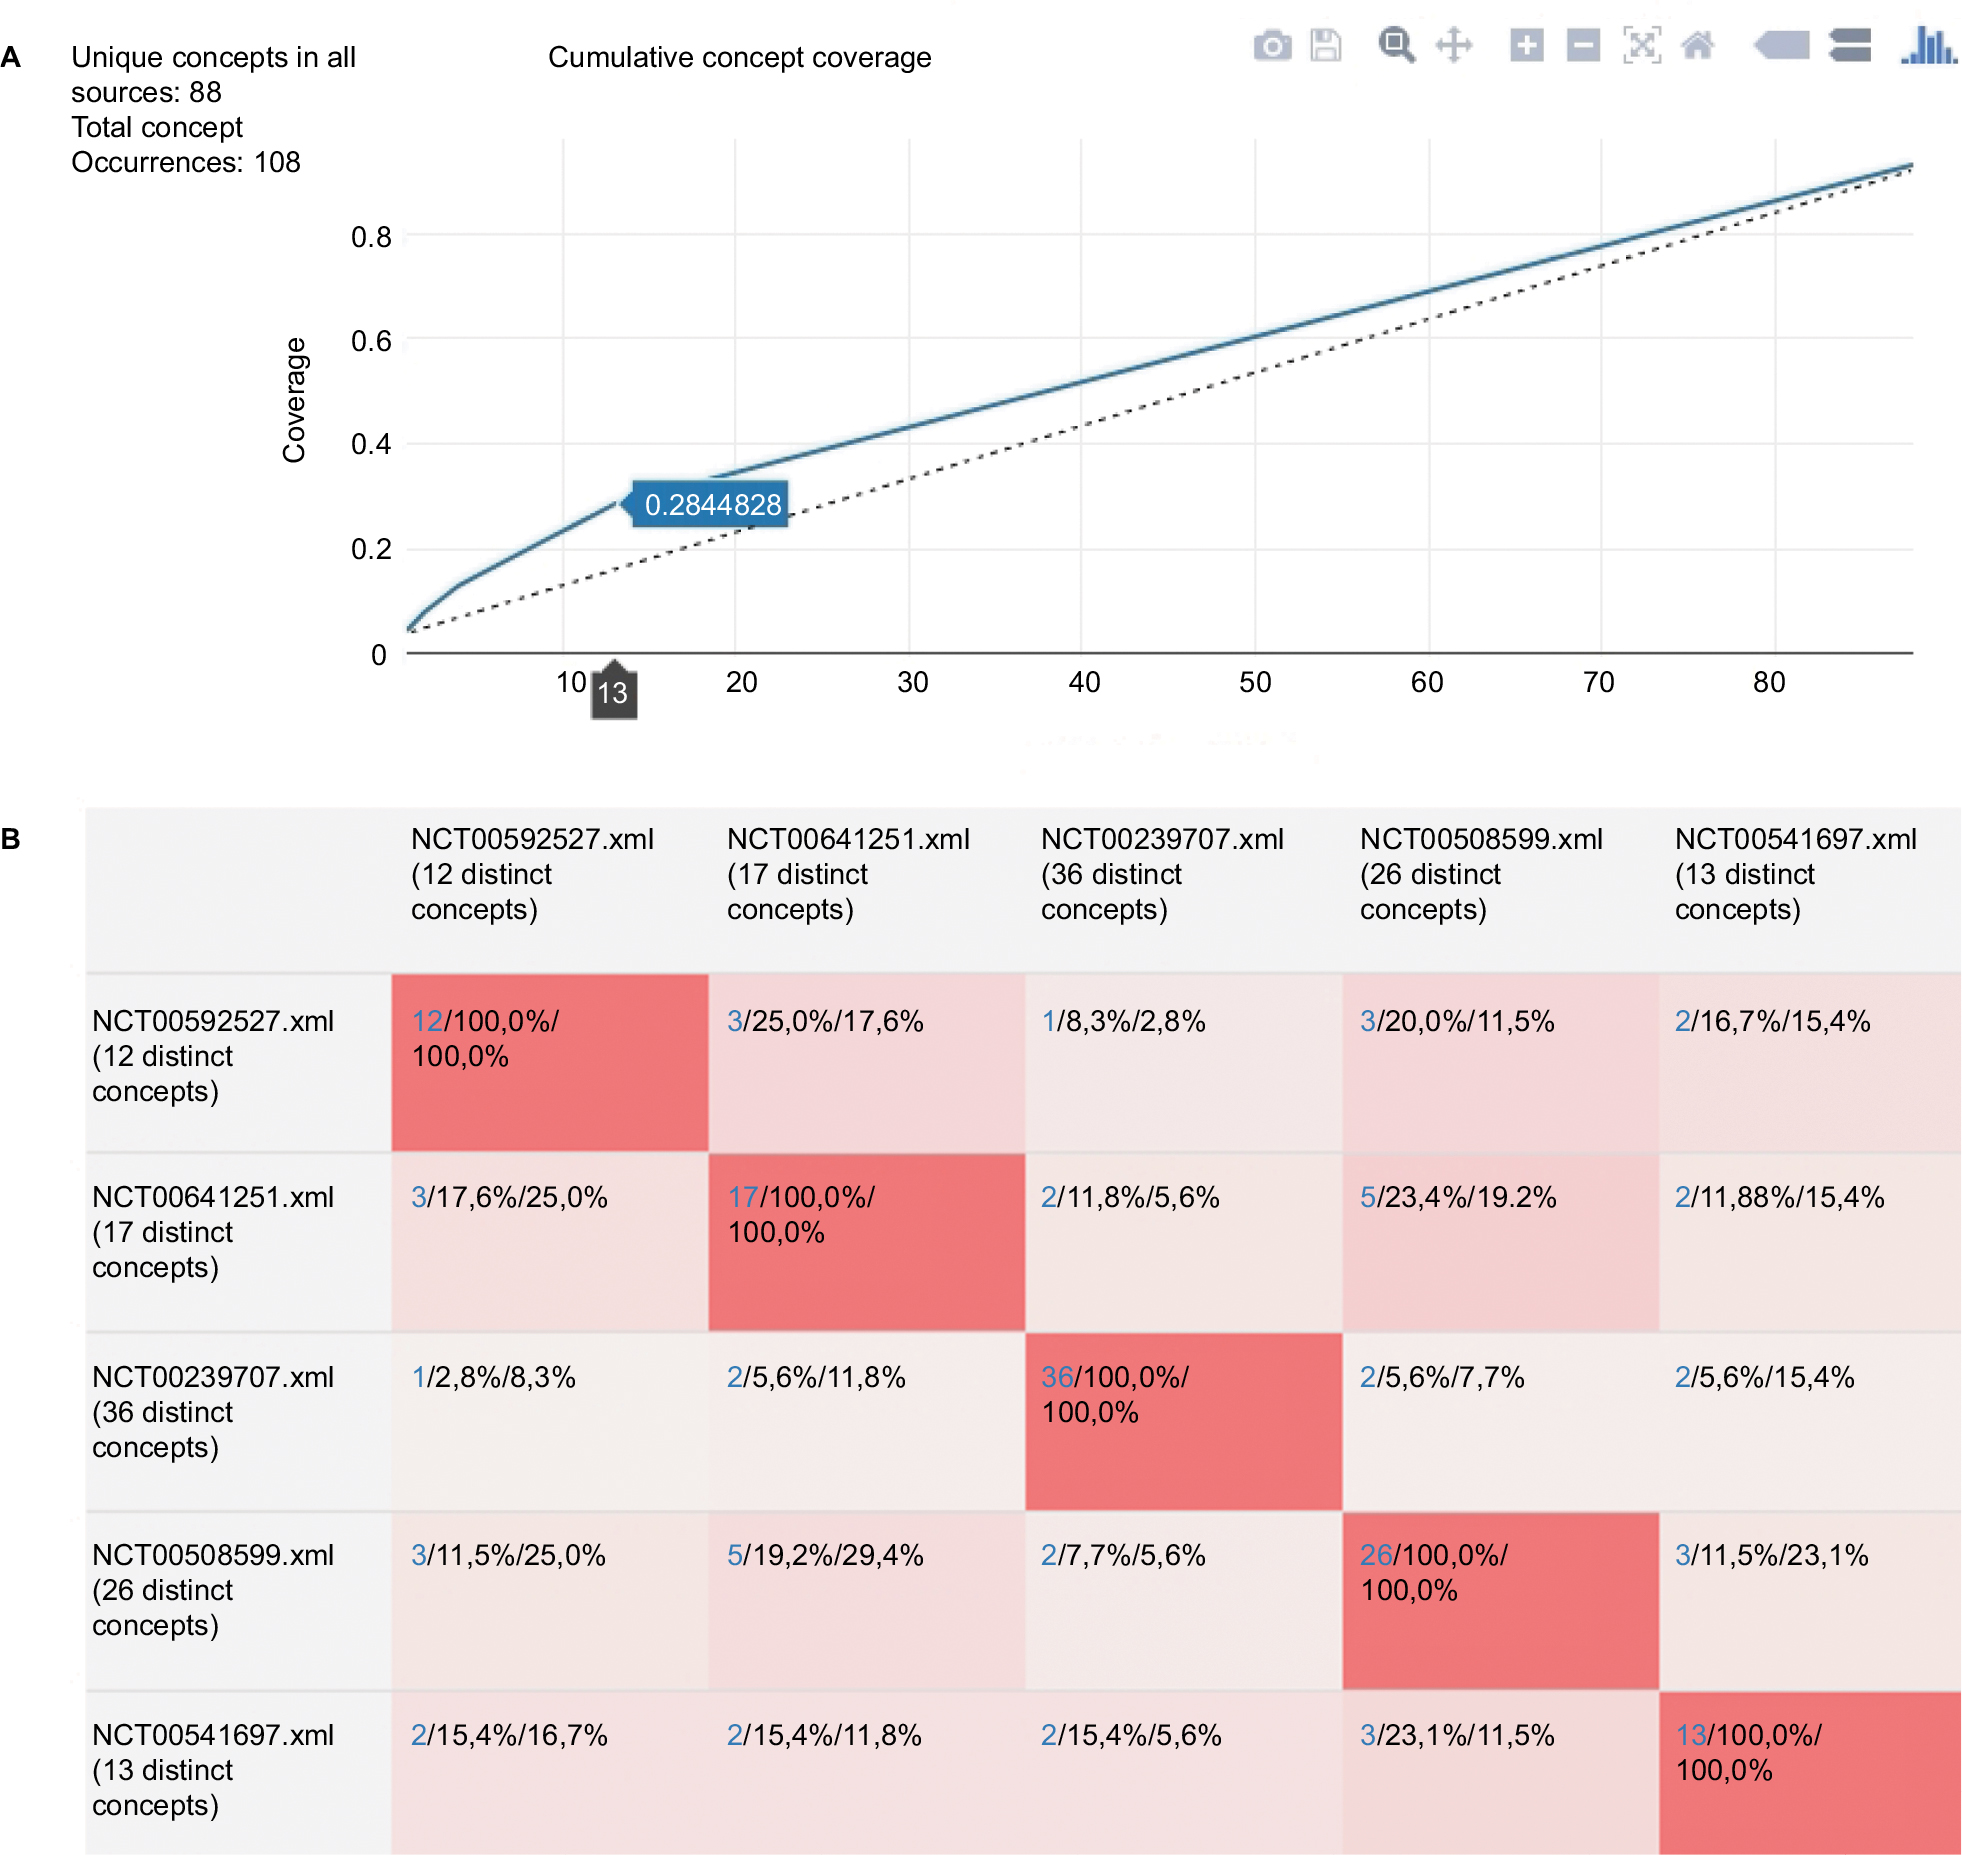 A
Unique concepts in all
sources: 88
Total concept
Occurrences: 108
Cumulative concept coverage
Coverage
0.8
0.6
0.4
0.2
0
0.2844828
10
13
20
30
40
50
60
70
80
B
NCT00592527.xml
(12 distinct
concepts)
NCT00641251.xml
(17 distinct
concepts)
NCT00239707.xml
(36 distinct
concepts)
NCT00508599.xml
(26 distinct
concepts)
NCT00541697.xml
(13 distinct
concepts)
NCT00592527.xml
(12 distinct
concepts)
12/100,0%/
100,0%
3/25,0%/17,6%
1/8,3%/2,8%
3/20,0%/11,5%
2/16,7%/15,4%
NCT00641251.xml
(17 distinct
concepts)
3/17,6%/25,0%
17/100,0%/
100,0%
2/11,8%/5,6%
5/23,4%/19.2%
2/11,88%/15,4%
NCT00239707.xml
(36 distinct
concepts)
1/2,8%/8,3%
2/5,6%/11,8%
36/100,0%/
100,0%
2/5,6%/7,7%
2/5,6%/15,4%
NCT00508599.xml
(26 distinct
concepts)
3/11,5%/25,0%
5/19,2%/29,4%
2/7,7%/5,6%
26/100,0%/
100,0%
3/11,5%/23,1%
NCT00541697.xml
(13 distinct
concepts)
2/15,4%/16,7%
2/15,4%/11,8%
2/15,4%/5,6%
3/23,1%/11,5%
13/100,0%/
100,0%